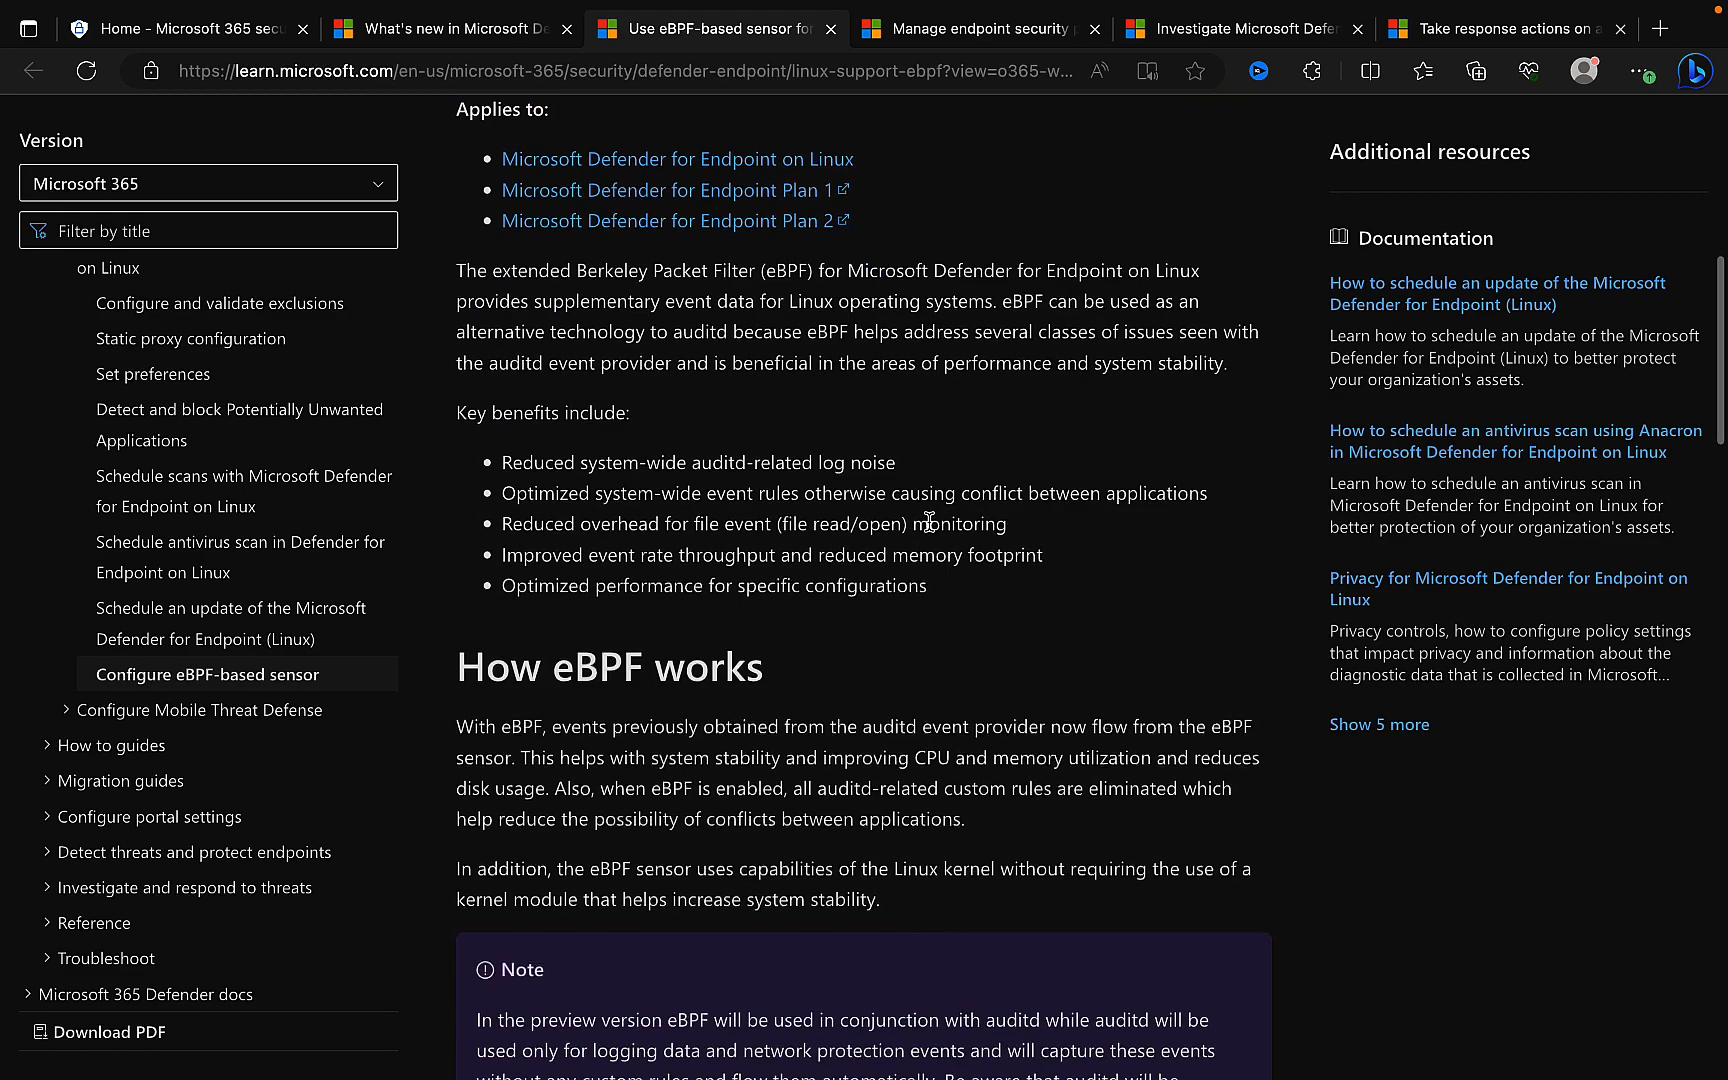 Home - Microsoft 365 secu
What's new in Microsoft De
Use eBPF-based sensor for
Manage endpoint security p
Investigate Microsoft Defen
Take response actions on a
https://learn.microsoft.com/en-us/microsoft-365/security/defender-endpoint/linux-support-ebpf?view=o365-w...
Version
Microsoft 365
Filter by title
on Linux
Configure and validate exclusions
Static proxy configuration
Set preferences
Detect and block Potentially Unwanted
Applications
Schedule scans with Microsoft Defender
for Endpoint on Linux
Schedule antivirus scan in Defender for
Endpoint on Linux
Schedule an update of the Microsoft
Defender for Endpoint (Linux)
Configure eBPF-based sensor
Configure Mobile Threat Defense
How to guides
Migration guides
Configure portal settings
Detect threats and protect endpoints
Investigate and respond to threats
Reference
Troubleshoot
Microsoft 365 Defender docs
Download PDF
Applies to:
Microsoft Defender for Endpoint on Linux
Microsoft Defender for Endpoint Plan 1
Microsoft Defender for Endpoint Plan 2
The extended Berkeley Packet Filter (eBPF) for Microsoft Defender for Endpoint on Linux
provides supplementary event data for Linux operating systems. eBPF can be used as an
alternative technology to auditd because eBPF helps address several classes of issues seen with
the auditd event provider and is beneficial in the areas of performance and system stability.
Key benefits include:
Reduced system-wide auditd-related log noise
Optimized system-wide event rules otherwise causing conflict between applications
Reduced overhead for file event (file read/open) monitoring
Improved event rate throughput and reduced memory footprint
Optimized performance for specific configurations
How eBPF works
With eBPF, events previously obtained from the auditd event provider now flow from the eBPF
sensor. This helps with system stability and improving CPU and memory utilization and reduces
disk usage. Also, when eBPF is enabled, all auditd-related custom rules are eliminated which
help reduce the possibility of conflicts between applications.
In addition, the eBPF sensor uses capabilities of the Linux kernel without requiring the use of a
kernel module that helps increase system stability.
Note
In the preview version eBPF will be used in conjunction with auditd while auditd will be
used only for logging data and network protection events and will capture these events
without any custom rules and flow them automatically. Be aware that auditd will be
Additional resources
Documentation
How to schedule an update of the Microsoft
Defender for Endpoint (Linux)
Learn how to schedule an update of the Microsoft
Defender for Endpoint (Linux) to better protect
your organization's assets.
How to schedule an antivirus scan using Anacron
in Microsoft Defender for Endpoint on Linux
Learn how to schedule an antivirus scan in
Microsoft Defender for Endpoint on Linux for
better protection of your organization's assets.
Privacy for Microsoft Defender for Endpoint on
Linux
Privacy controls, how to configure policy settings
that impact privacy and information about the
diagnostic data that is collected in Microsoft...
Show 5 more